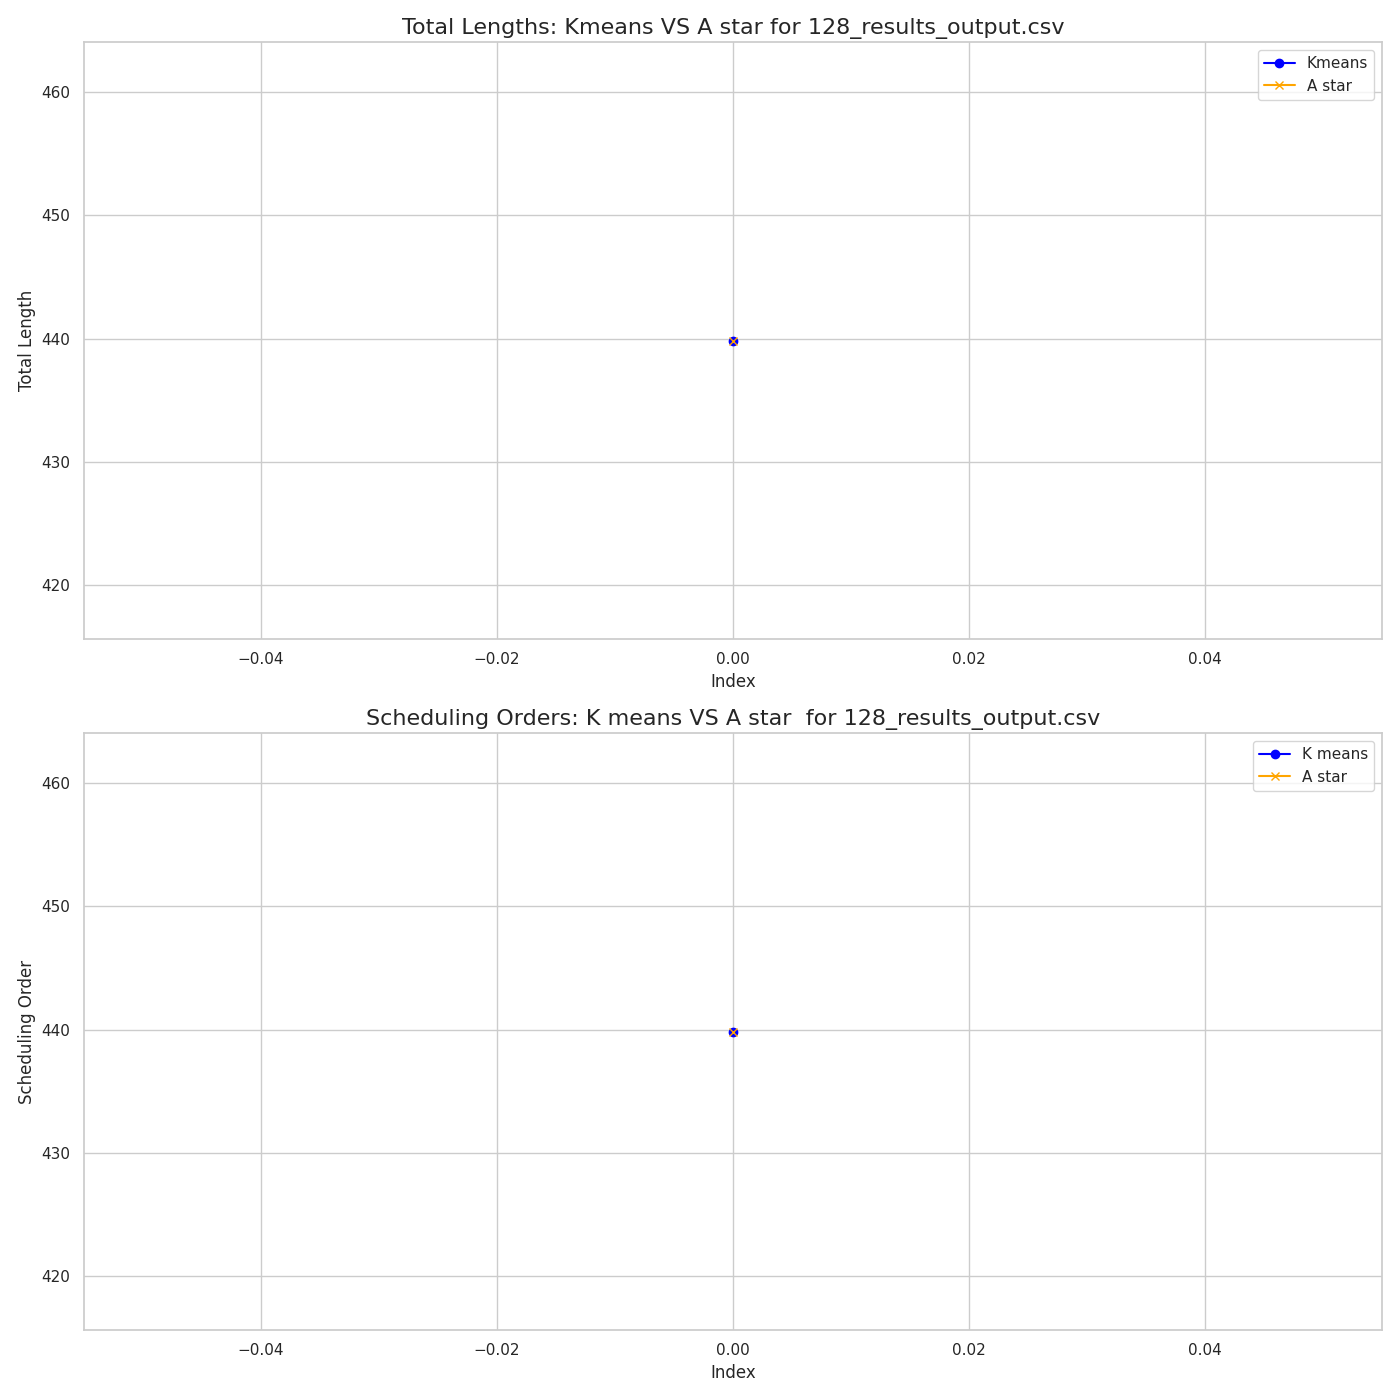 Total Lengths: Kmeans VS A star for 128_results_output.csv
Kmeans
A star
460
450
440
430
420
Total Length
−0.04
−0.02
0.00
0.02
0.04
Index
Scheduling Orders: K means VS A star  for 128_results_output.csv
K means
A star
460
450
440
430
420
Scheduling Order
−0.04
−0.02
0.00
0.02
0.04
Index